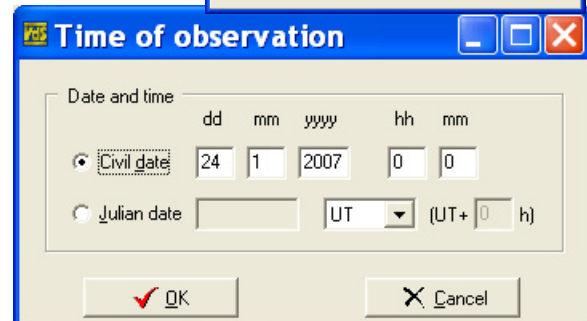 Time of observation
Date and time
dd mm yyyy hh mm
Civil date 24 1 2007 0 0
Julian date UT (UT+ 0 h)
OK Cancel